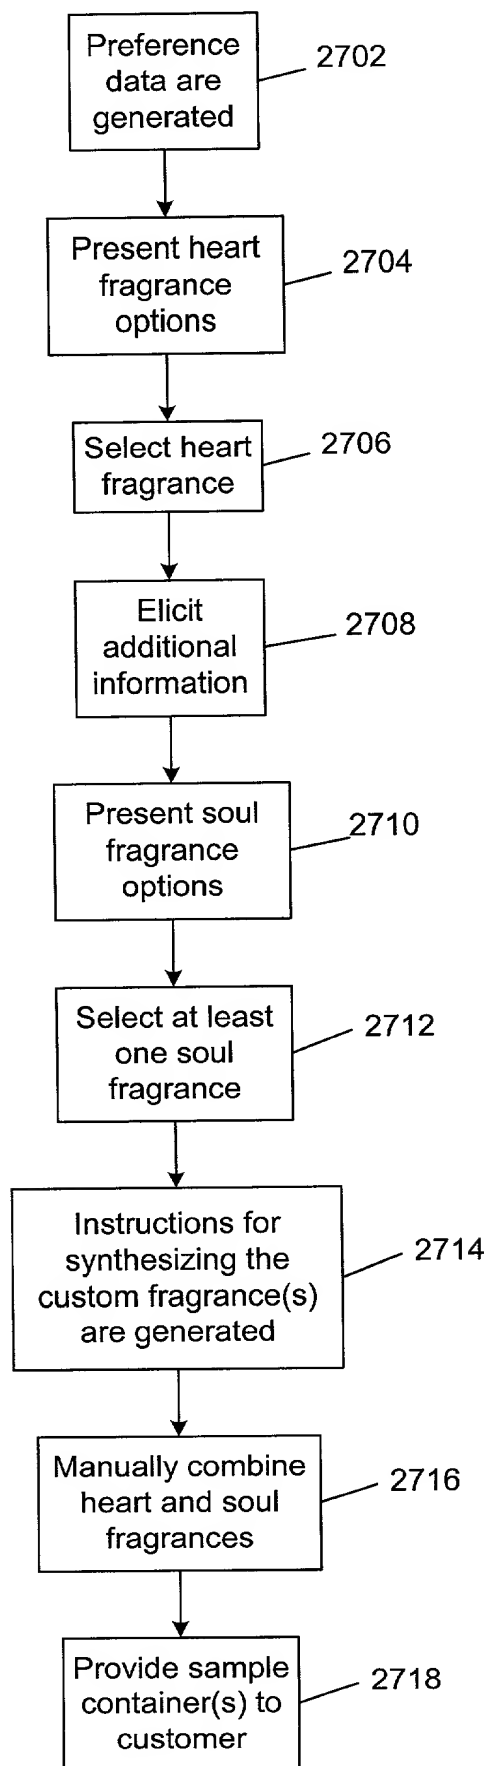 Preference
data are
generated
2702
Present heart
fragrance
options
2704
Select heart
fragrance
2706
Elicit
additional
information
2708
Present soul
fragrance
options
2710
Select at least
one soul
fragrance
2712
Instructions for
synthesizing the
custom fragrance(s)
are generated
2714
Manually combine
heart and soul
fragrances
2716
Provide sample
container(s) to
customer
2718